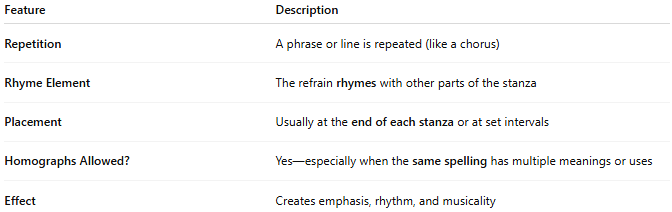 Feature Description
Repetition A phrase or line is repeated (like a chorus)
Rhyme Element The refrain rhymes with other parts of the stanza
Placement Usually at the end of each stanza or at set intervals
Homographs Allowed? Yes—especially when the same spelling has multiple meanings or uses
Effect Creates emphasis, rhythm, and musicality